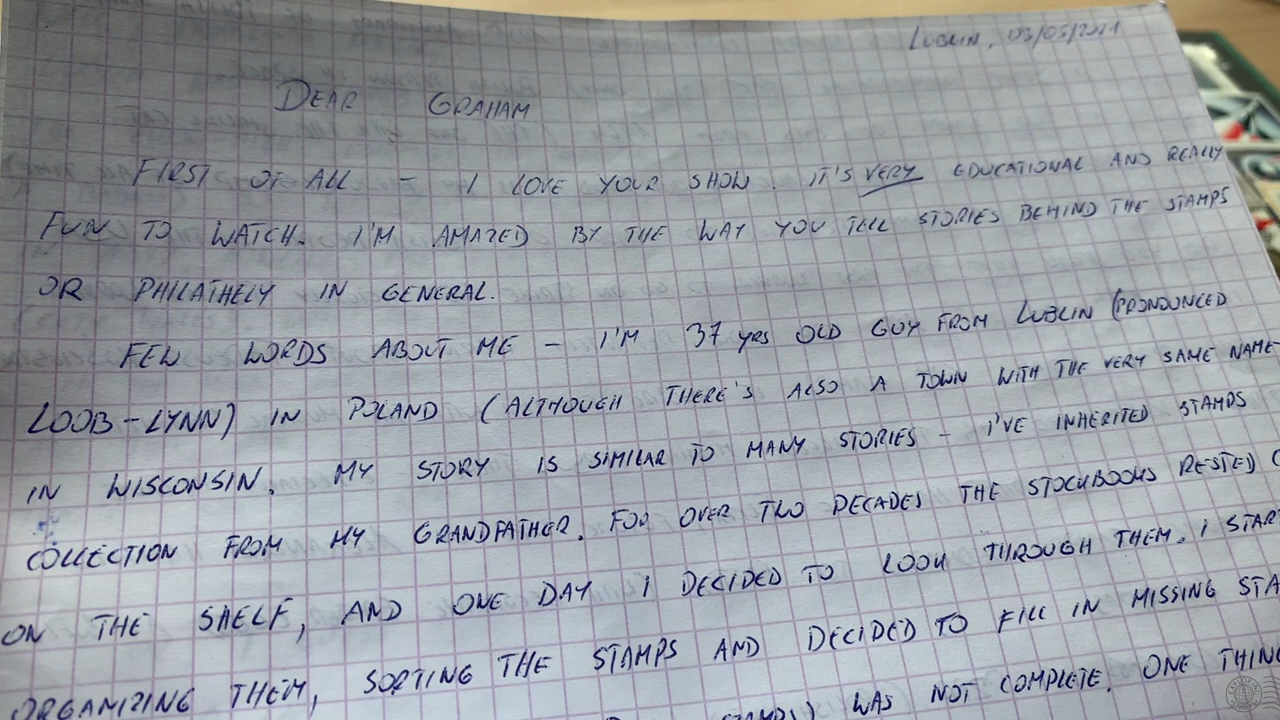 LUBLIN, 03/05/2021
DEAR GRAHAM
FIRST OF ALL – I LOVE YOUR SHOW. IT'S VERY EDUCATIONAL AND REALLY
FUN TO WATCH. I'M AMAZED BY THE WAY YOU TELL STORIES BEHIND THE STAMPS
OR PHILATHELY IN GENERAL.
FEW WORDS ABOUT ME – I'M 37 yrs OLD GUY FROM LUBLIN (PRONOUNCED
LOOB-LYNN) IN POLAND (ALTHOUGH THERE'S ALSO A TOWN WITH THE VERY SAME NAME
IN WISCONSIN. MY STORY IS SIMILAR TO MANY STORIES – I'VE INHERITED STAMPS
COLLECTION FROM MY GRANDFATHER. FOR OVER TWO DECADES THE STOCKBOOKS RESTED
ON THE SHELF, AND ONE DAY I DECIDED TO LOOK THROUGH THEM. I START
ORGANIZING THEM, SORTING THE STAMPS AND DECIDED TO FILL IN MISSING STA
STAMPS) WAS NOT COMPLETE. ONE THING